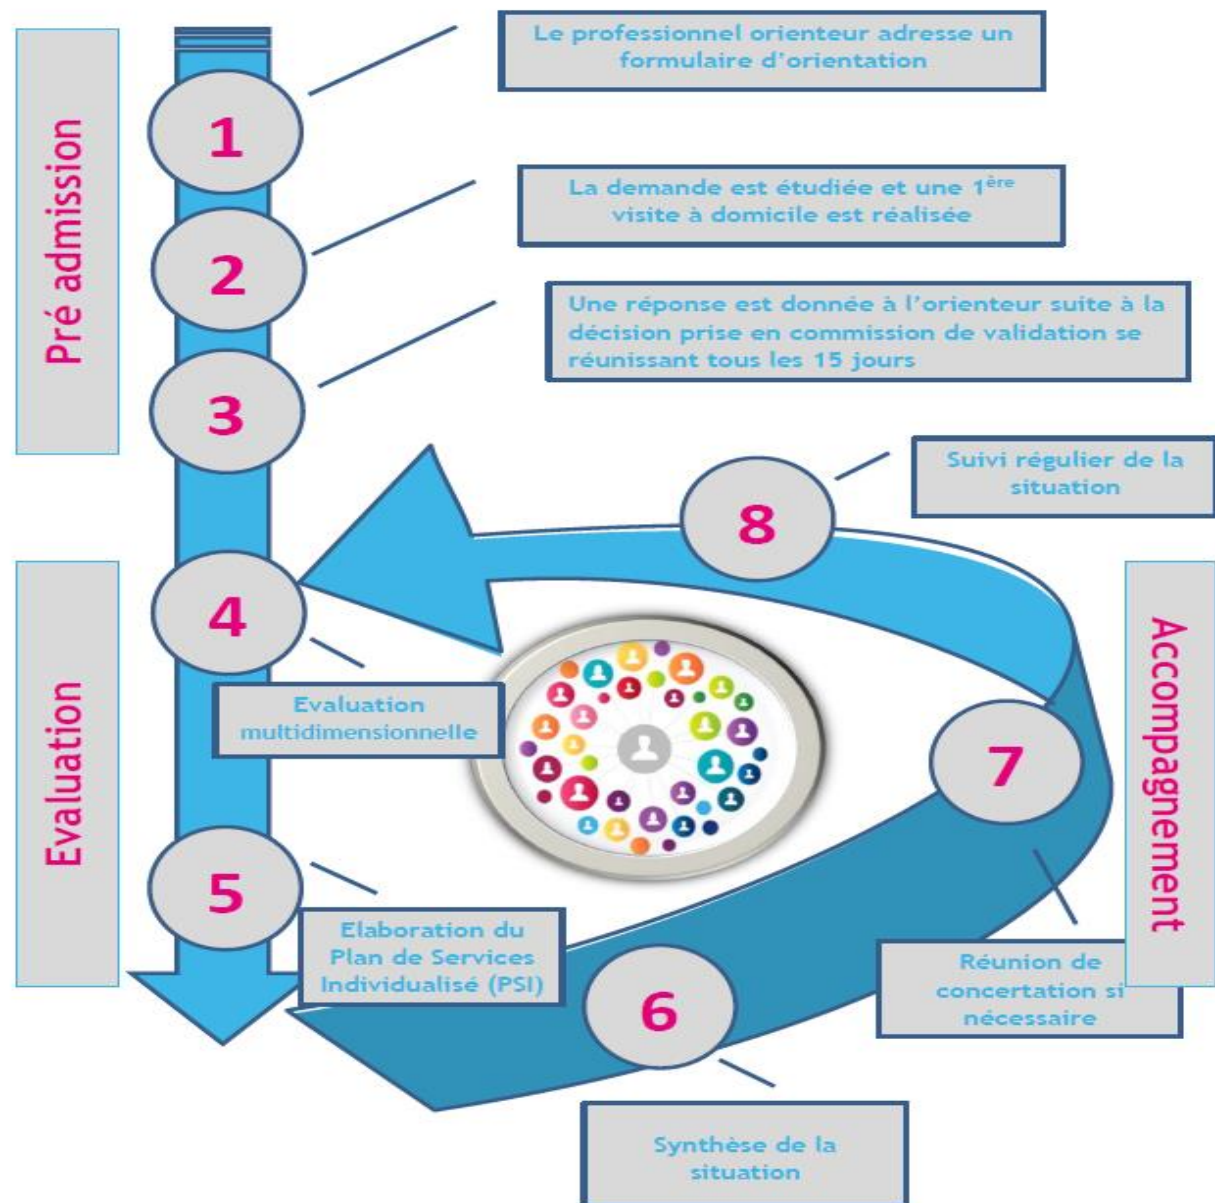 Pré admission
1
Le professionnel orienteur adresse un
formulaire d’orientation
2
La demande est étudiée et une 1ère
visite à domicile est réalisée
3
Une réponse est donnée à l’orienteur suite à la
décision prise en commission de validation se
réunissant tous les 15 jours
Evaluation
4
Evaluation
multidimensionnelle
5
Elaboration du
Plan de Services
Individualisé (PSI)
Accompagnement
6
Synthèse de la
situation
7
Réunion de
concertation si
nécessaire
8
Suivi régulier de la
situation